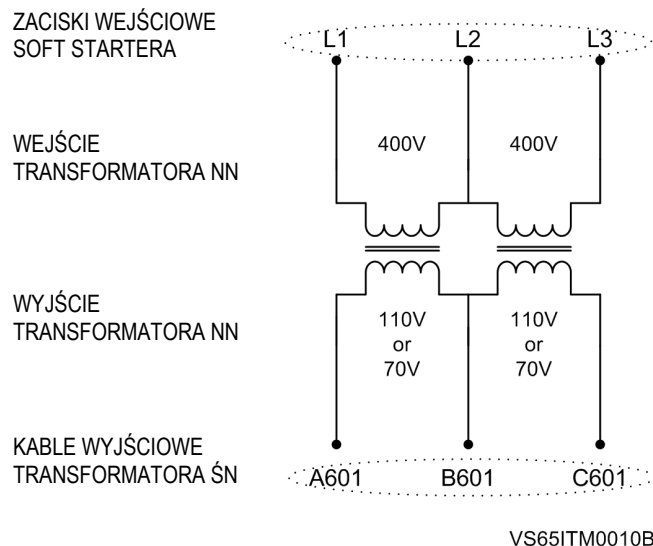 ZACISKI WEJŚCIOWE
SOFT STARTERA
L1 L2 L3
WEJŚCIE
TRANSFORMATORA NN
400V 400V
WYJŚCIE
TRANSFORMATORA NN
110V 110V
or or
70V 70V
KABLE WYJŚCIOWE
TRANSFORMATORA ŚN
A601 B601 C601
VS65ITM0010B